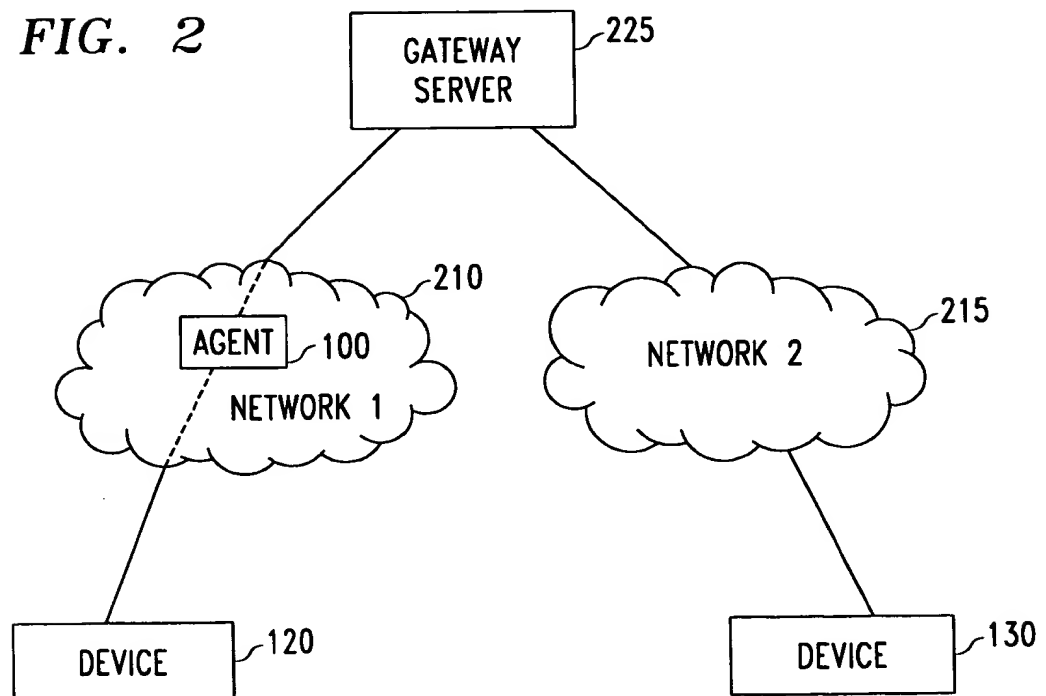 FIG. 2
GATEWAY
SERVER
225
210
AGENT
100
NETWORK 1
215
NETWORK 2
DEVICE
120
DEVICE
130